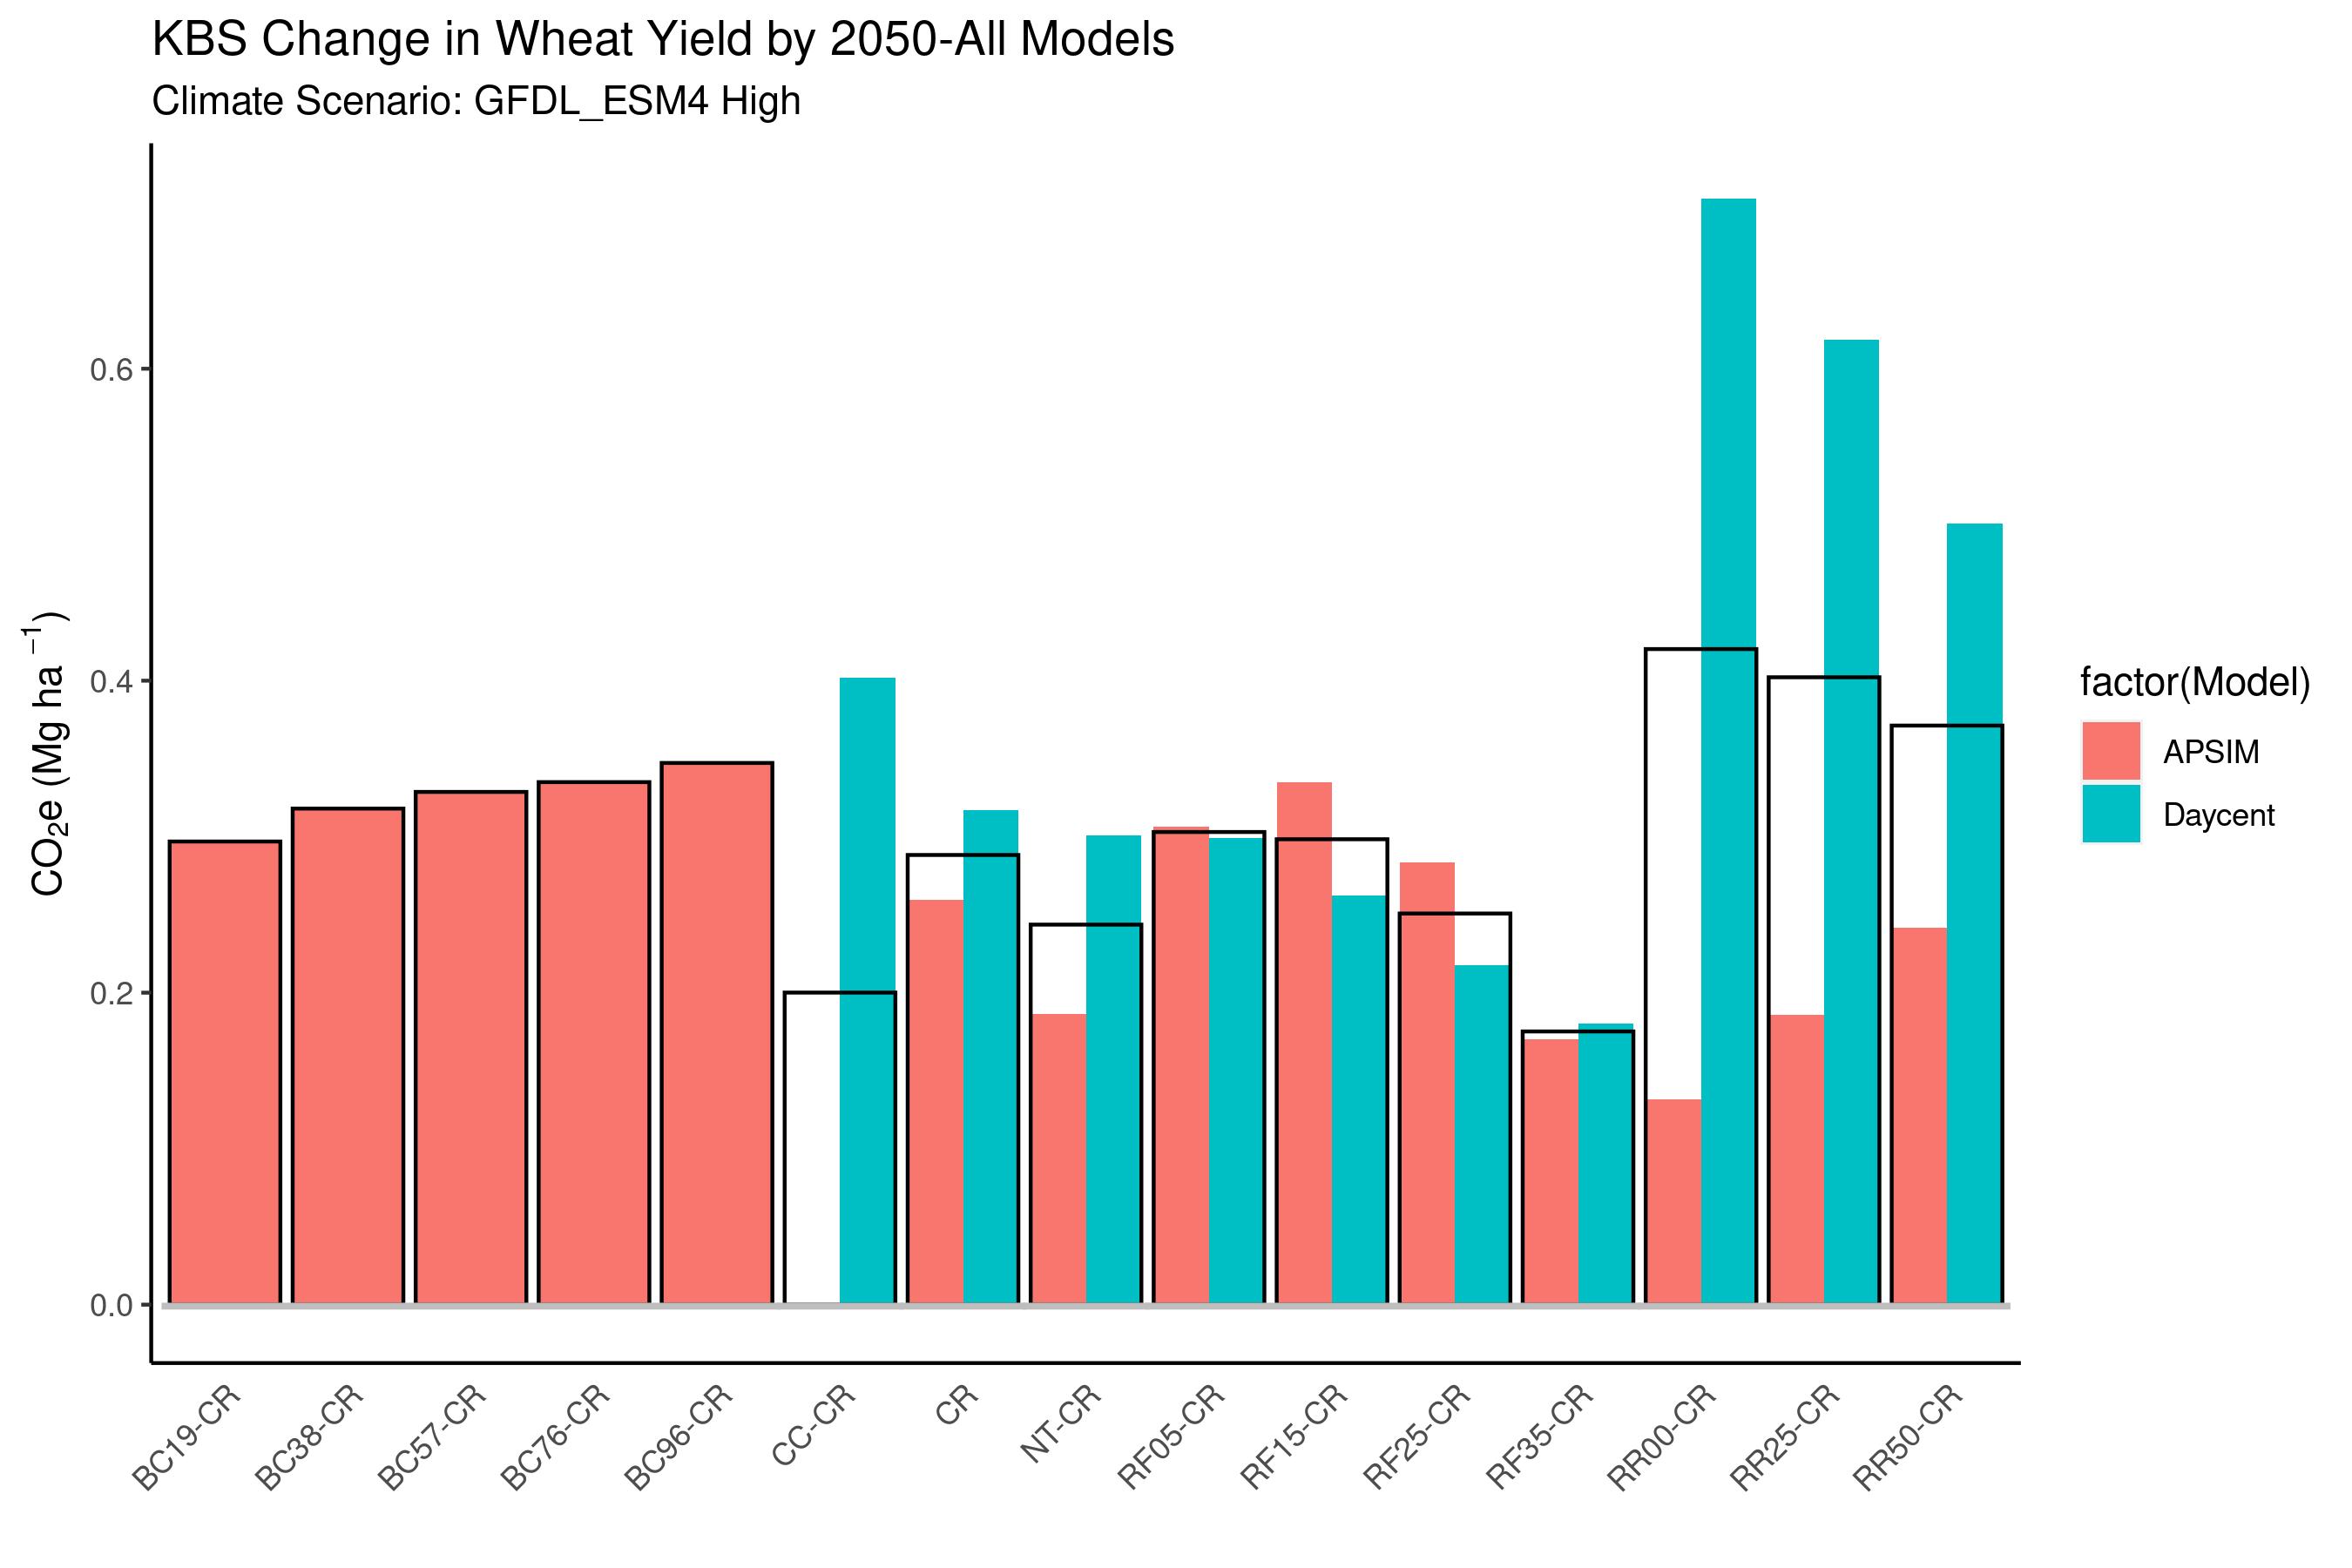 KBS Change in Wheat Yield by 2050-All Models
Climate Scenario: GFDL_ESM4 High
CO₂e (Mg ha ⁻¹)
0.6
0.4
0.2
0.0
BC19-CR
BC38-CR
BC57-CR
BC76-CR
BC96-CR
CC-CR
CR
NT-CR
RF05-CR
RF15-CR
RF25-CR
RF35-CR
RR00-CR
RR25-CR
RR50-CR
factor(Model)
APSIM
Daycent